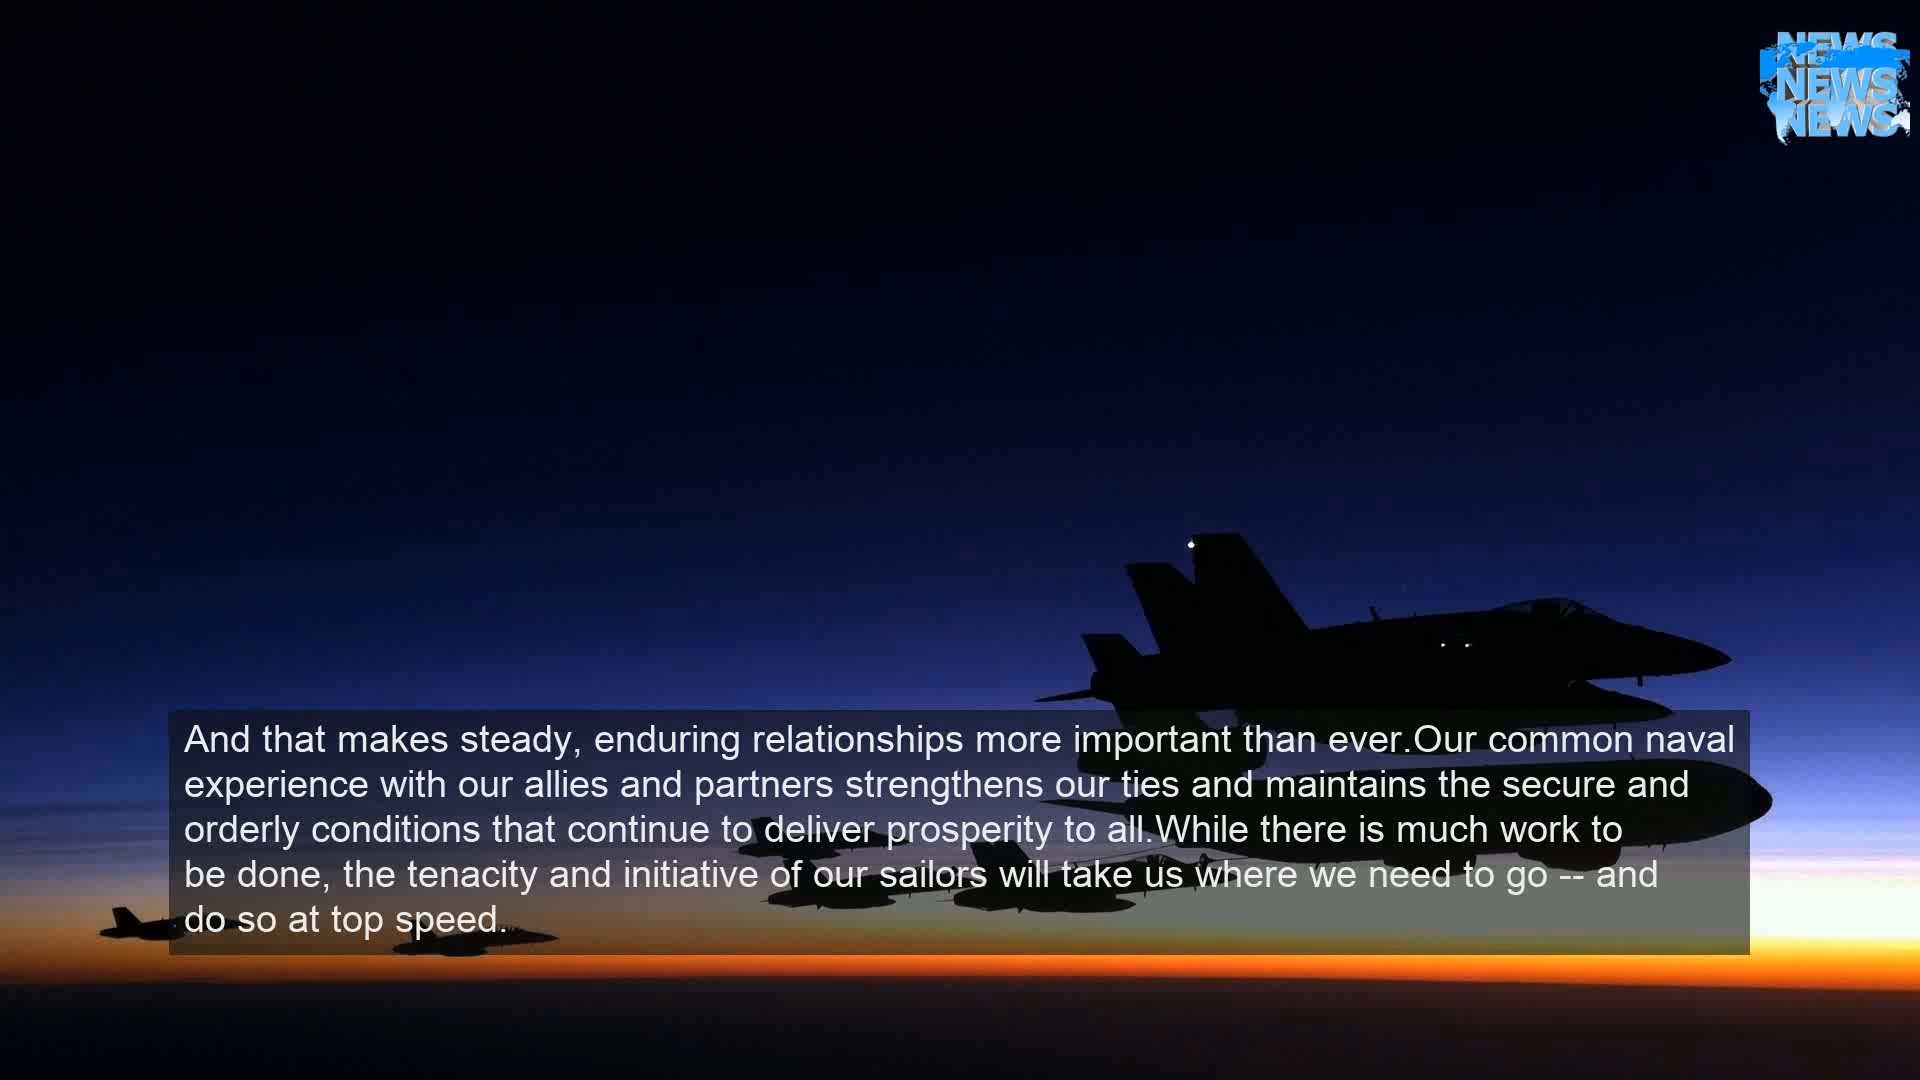 NEWS
NEWS
NEWS
And that makes steady, enduring relationships more important than ever.Our common naval
experience with our allies and partners strengthens our ties and maintains the secure and
orderly conditions that continue to deliver prosperity to all.While there is much work to
be done, the tenacity and initiative of our sailors will take us where we need to go -- and
do so at top speed.